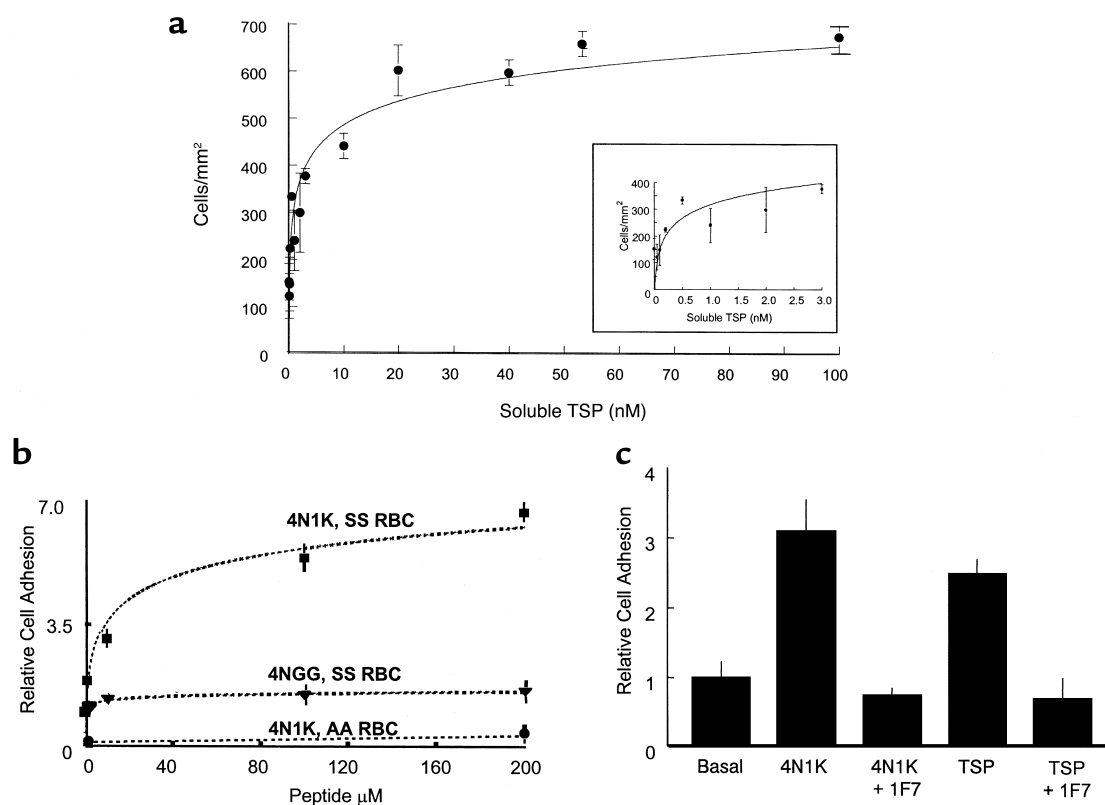 a
700
600
500
400
300
200
100
0
Cells/mm2
0 10 20 30 40 50 60 70 80 90 100
Soluble TSP (nM)
400
300
200
100
0
Cells/mm2
0 0.5 1.0 1.5 2.0 2.5 3.0
Soluble TSP (nM)
b
7.0
3.5
0
Relative Cell Adhesion
4N1K, SS RBC
4NGG, SS RBC
4N1K, AA RBC
0 40 80 120 160 200
Peptide μM
c
4
3
2
1
0
Relative Cell Adhesion
Basal 4N1K 4N1K TSP TSP
+ 1F7 + 1F7